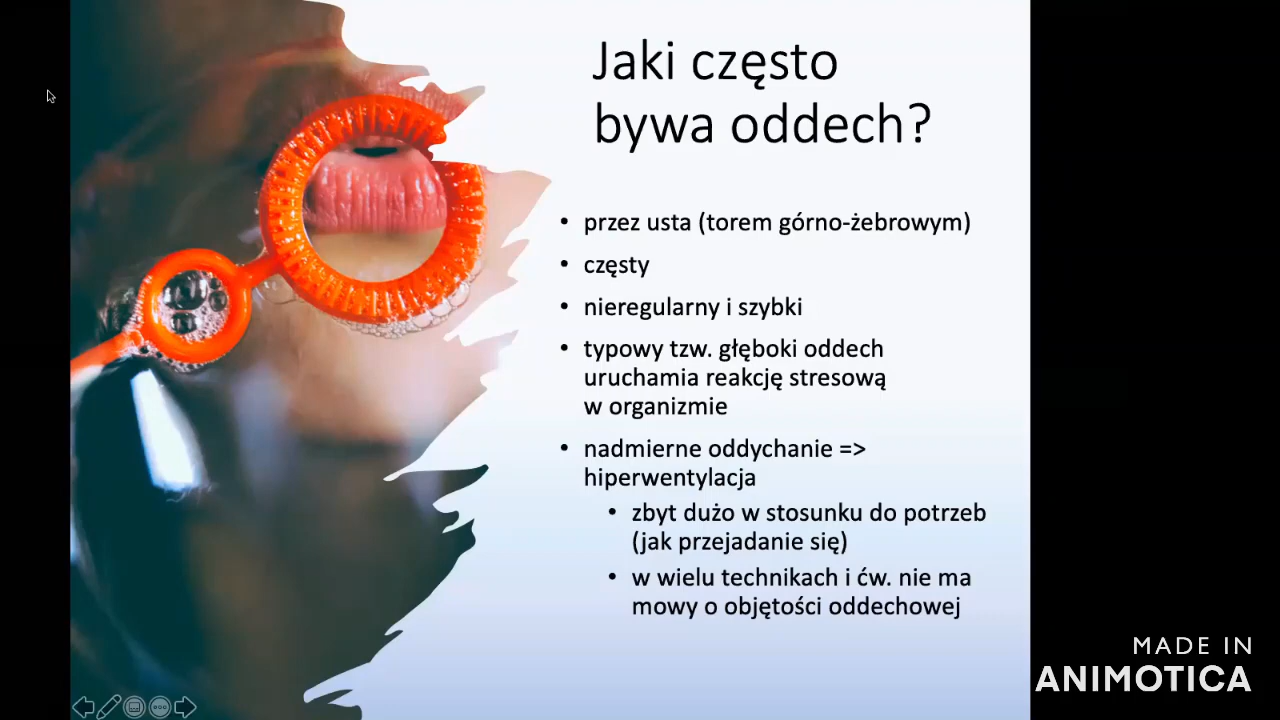 Jaki często
bywa oddech?
• przez usta (torem górno-żebrowym)
• częsty
• nieregularny i szybki
• typowy tzw. głęboki oddech
uruchamia reakcję stresową
w organizmie
• nadmierne oddychanie =>
hiperwentylacja
• zbyt dużo w stosunku do potrzeb
(jak przejadanie się)
• w wielu technikach i ćw. nie ma
mowy o objętości oddechowej
MADE IN
ANIMOTICA